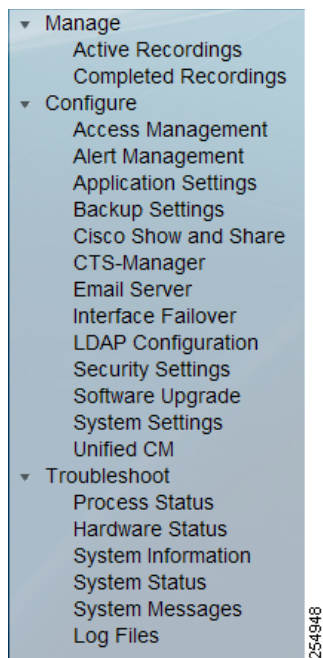 Manage
Active Recordings
Completed Recordings
Configure
Access Management
Alert Management
Application Settings
Backup Settings
Cisco Show and Share
CTS-Manager
Email Server
Interface Failover
LDAP Configuration
Security Settings
Software Upgrade
System Settings
Unified CM
Troubleshoot
Process Status
Hardware Status
System Information
System Status
System Messages
Log Files
254948